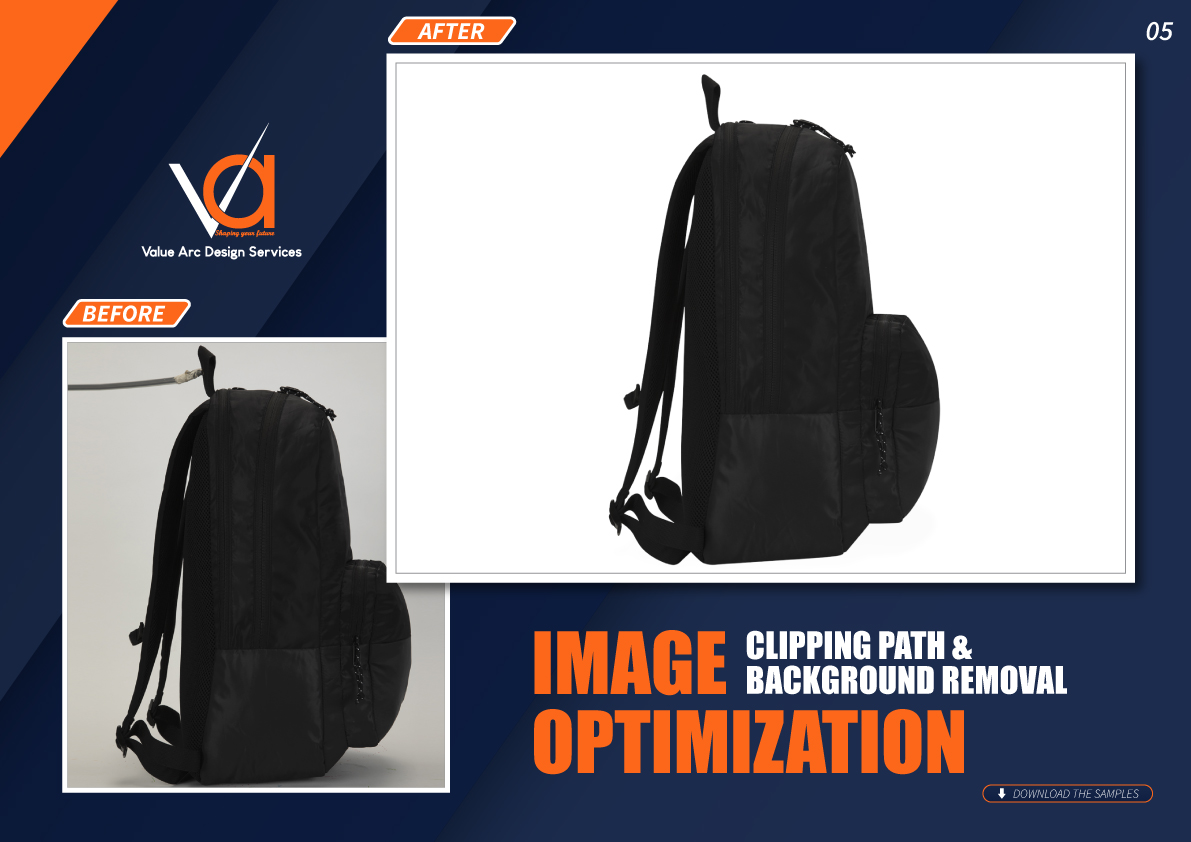 AFTER
05
Shaping your future
Value Arc Design Services
BEFORE
IMAGE
CLIPPING PATH &
BACKGROUND REMOVAL
OPTIMIZATION
DOWNLOAD THE SAMPLES